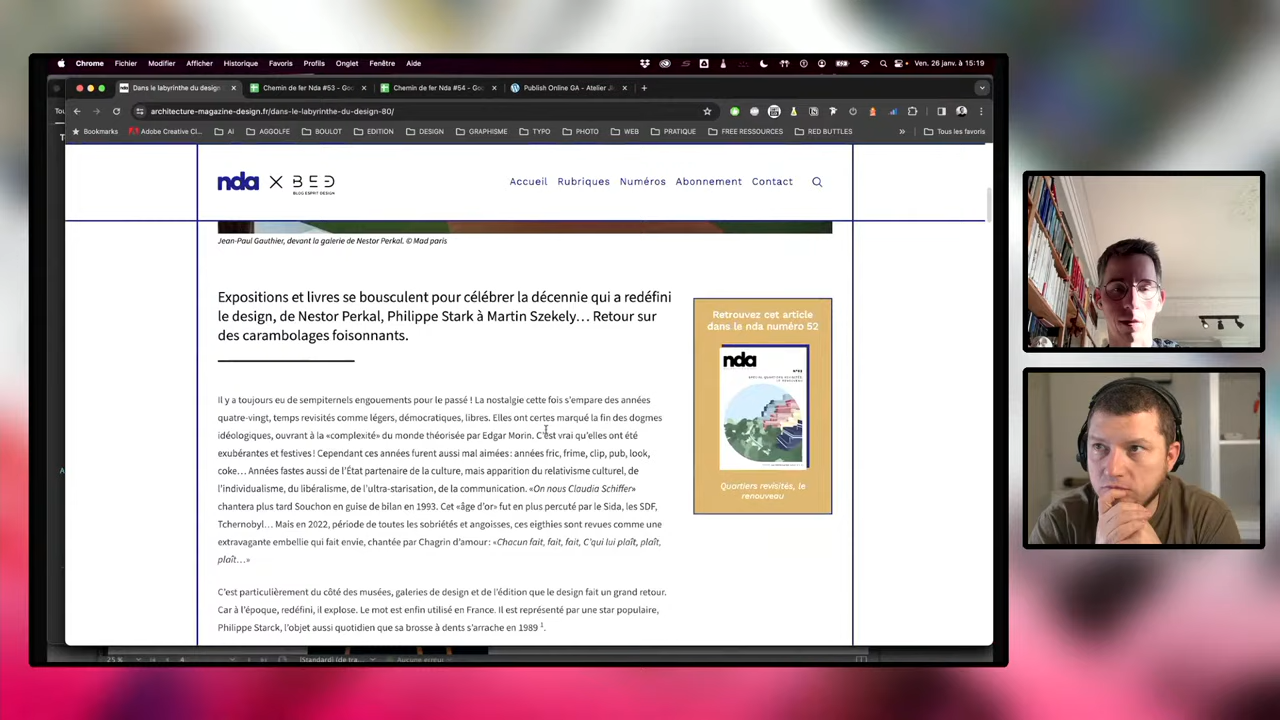 Chrome Fichier Modifier Afficher Historique Favoris Profils Onglet Fenêtre Aide Ven. 26 janv. à 15:19
Dans le labyrinthe du design Chemin de fer Nda #53 - Goo Chemin de fer Nda #54 - Goo Publish Online GA - Atelier
architecture-magazine-design.fr/dans-le-labyrinthe-du-design-80/
Bookmarks Adobe Creative Cl... AI AGGOLFE BOULOT EDITION DESIGN GRAPHISME TYPO PHOTO WEB PRATIQUE FREE RESSOURCES RED BUTTLES Tous les favoris
nda X BED
BLOG ESPRIT DESIGN
Accueil Rubriques Numéros Abonnement Contact
Jean-Paul Gauthier, devant la galerie de Nestor Perkal. © Mad paris
Expositions et livres se bousculent pour célébrer la décennie qui a redéfini
le design, de Nestor Perkal, Philippe Stark à Martin Szekely… Retour sur
des carambolages foisonnants.
Il y a toujours eu de sempiternels engouements pour le passé ! La nostalgie cette fois s'empare des années
quatre-vingt, temps revisités comme légers, démocratiques, libres. Elles ont certes marqué la fin des dogmes
idéologiques, ouvrant à la «complexité» du monde théorisée par Edgar Morin. C'est vrai qu'elles ont été
exubérantes et festives ! Cependant ces années furent aussi mal aimées : années fric, frime, clip, pub, look,
coke… Années fastes aussi de l'État partenaire de la culture, mais apparition du relativisme culturel, de
l'individualisme, du libéralisme, de l'ultra-starisation, de la communication. «On nous Claudia Schiffer»
chantera plus tard Souchon en guise de bilan en 1993. Cet «âge d'or» fut en plus percuté par le Sida, les SDF,
Tchernobyl… Mais en 2022, période de toutes les sobriétés et angoisses, ces eigthies sont revues comme une
extravagante embellie qui fait envie, chantée par Chagrin d'amour : «Chacun fait, fait, fait, C'qui lui plaît, plaît,
plaît…»
C'est particulièrement du côté des musées, galeries de design et de l'édition que le design fait un grand retour.
Car à l'époque, redéfini, il explose. Le mot est enfin utilisé en France. Il est représenté par une star populaire,
Philippe Starck, l'objet aussi quotidien que sa brosse à dents s'arrache en 1989 1.
Retrouvez cet article
dans le nda numéro 52
nda
Quartiers revisités, le
renouveau
25 % [Standard] (de tra...